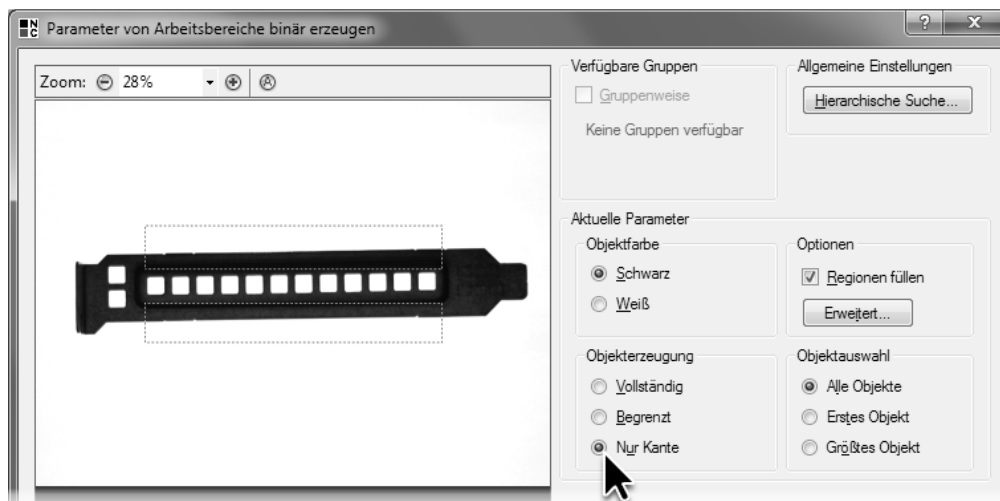 NC Parameter von Arbeitsbereiche binär erzeugen
? X
Zoom: 28%
Verfügbare Gruppen
Gruppenweise
Keine Gruppen verfügbar
Allgemeine Einstellungen
Hierarchische Suche...
Aktuelle Parameter
Objektfarbe
Schwarz
Weiß
Optionen
Regionen füllen
Erweitert...
Objekterzeugung
Vollständig
Begrenzt
Nur Kante
Objektauswahl
Alle Objekte
Erstes Objekt
Größtes Objekt